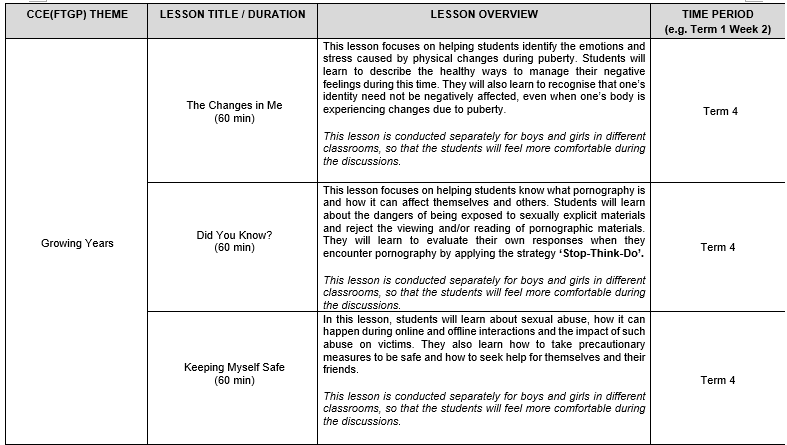 CCE(FTGP) THEME
LESSON TITLE / DURATION
LESSON OVERVIEW
TIME PERIOD
(e.g. Term 1 Week 2)
Growing Years
The Changes in Me
(60 min)
This lesson focuses on helping students identify the emotions and
stress caused by physical changes during puberty. Students will
learn to describe the healthy ways to manage their negative
feelings during this time. They will also learn to recognise that one's
identity need not be negatively affected, even when one's body is
experiencing changes due to puberty.
This lesson is conducted separately for boys and girls in different
classrooms, so that the students will feel more comfortable during
the discussions.
Term 4
Did You Know?
(60 min)
This lesson focuses on helping students know what pornography is
and how it can affect themselves and others. Students will learn
about the dangers of being exposed to sexually explicit materials
and reject the viewing and/or reading of pornographic materials.
They will learn to evaluate their own responses when they
encounter pornography by applying the strategy 'Stop-Think-Do'.
This lesson is conducted separately for boys and girls in different
classrooms, so that the students will feel more comfortable during
the discussions.
Term 4
Keeping Myself Safe
(60 min)
In this lesson, students will learn about sexual abuse, how it can
happen during online and offline interactions and the impact of such
abuse on victims. They also learn how to take precautionary
measures to be safe and how to seek help for themselves and their
friends.
This lesson is conducted separately for boys and girls in different
classrooms, so that the students will feel more comfortable during
the discussions.
Term 4